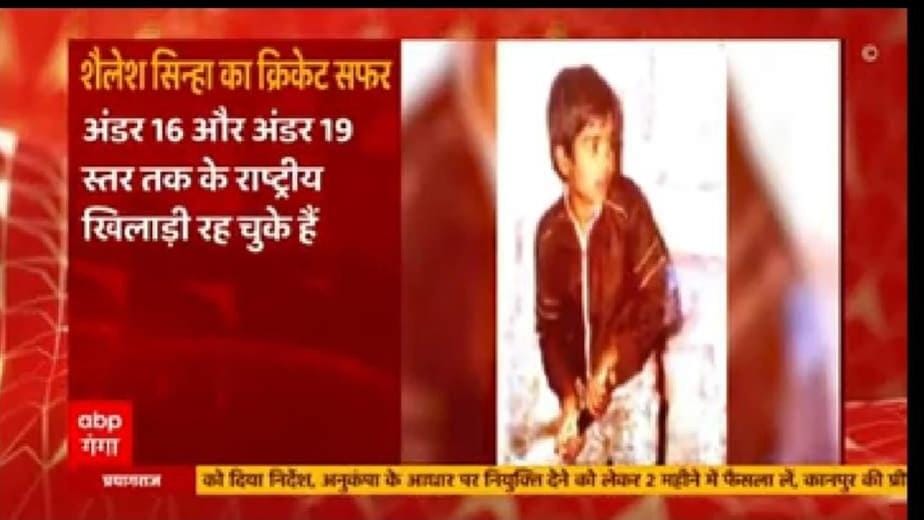 शैलेश सिन्हा का क्रिकेट सफर
अंडर 16 और अंडर 19
स्तर तक के राष्ट्रीय
खिलाड़ी रह चुके हैं
©
abp
गंगा
प्रयागराज
को दिया निर्देश, अनुकंपा के आधार पर नियुक्ति देने को लेकर 2 महीने में फैसला लें, कानपुर की प्री